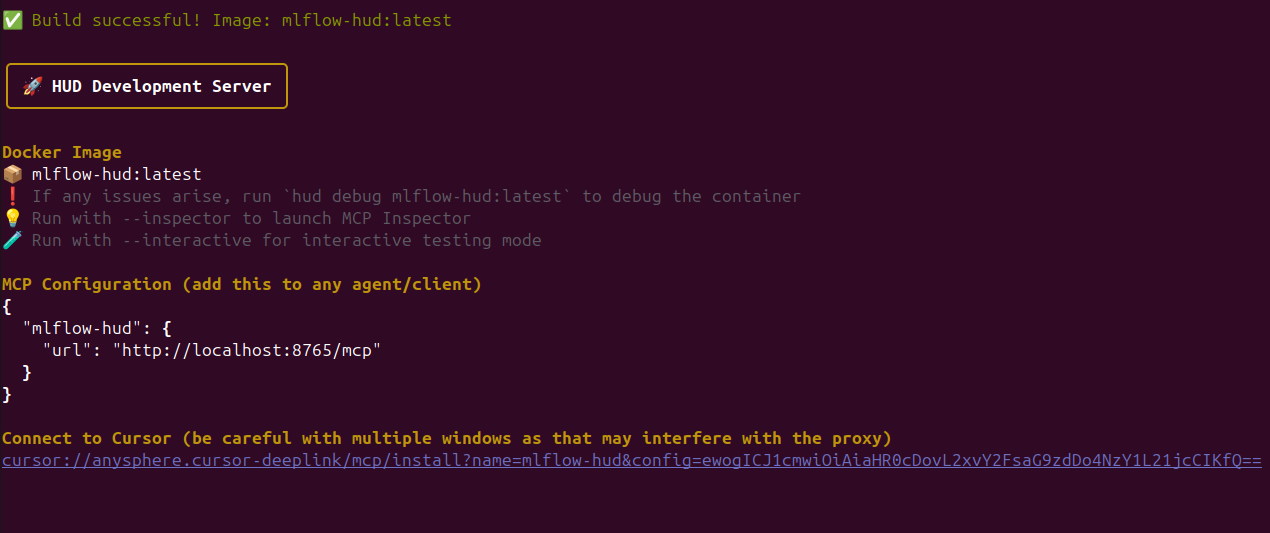 ✅ Build successful! Image: mlflow-hud:latest
🚀 HUD Development Server
Docker Image
📦 mlflow-hud:latest
❗ If any issues arise, run `hud debug mlflow-hud:latest` to debug the container
💡 Run with --inspector to launch MCP Inspector
🧪 Run with --interactive for interactive testing mode
MCP Configuration (add this to any agent/client)
{
  "mlflow-hud": {
    "url": "http://localhost:8765/mcp"
  }
}
Connect to Cursor (be careful with multiple windows as that may interfere with the proxy)
cursor://anysphere.cursor-deeplink/mcp/install?name=mlflow-hud&config=ewogICJ1cmwiOiAiaHR0cDovL2xvY2FsaG9zdDo4NzY1L21jcCIKfQ==